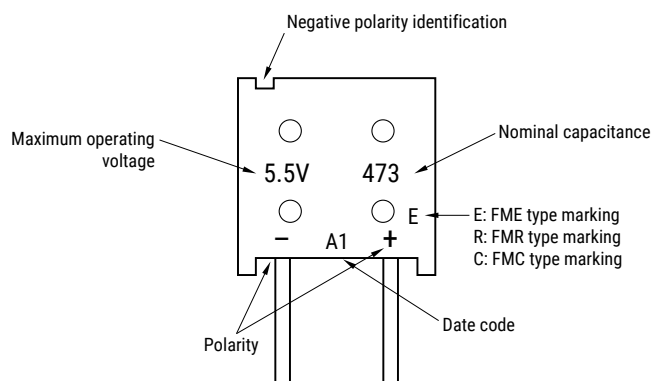 Negative polarity identification
Maximum operating
voltage
Nominal capacitance
5.5V
473
E
E: FME type marking
R: FMR type marking
C: FMC type marking
−
A1
+
Date code
Polarity